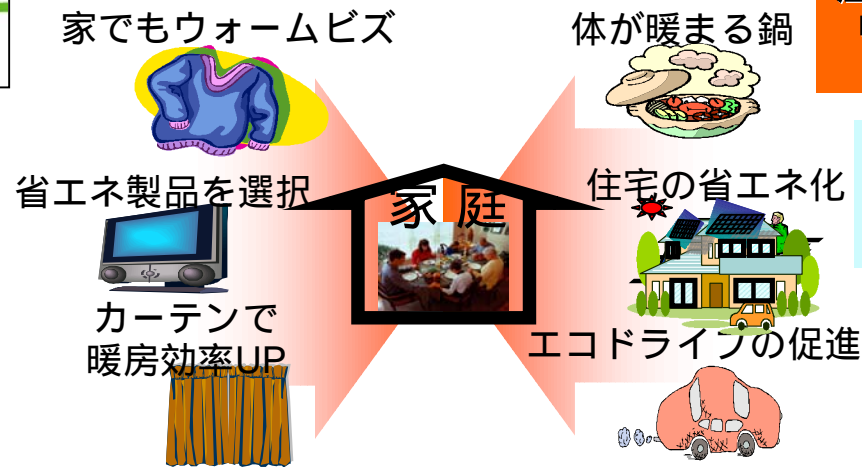 家でもウォームビズ
体が暖まる鍋
省エネ製品を選択
家庭
住宅の省エネ化
カーテンで
暖房効率UP
エコドライブの促進